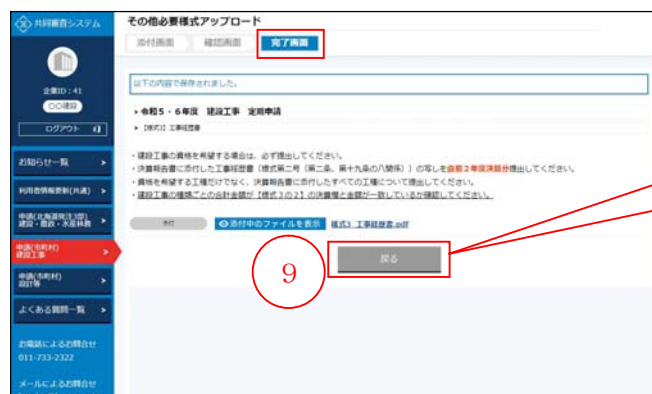 共同審査システム
企業ID：41
〇〇建設
ログアウト
お知らせ一覧
利用者情報更新(共通)
申請(北海道発注3部)
建設・農政・水産林務
申請(市町村)
建設工事
申請(市町村)
設計等
よくある質問一覧
お電話によるお問合せ
011-733-2322
メールによるお問合せ
その他必要様式アップロード
添付画面
確認画面
完了画面
以下の内容で保存されました。
令和5・6年度 建設工事 定期申請
【様式3】工事経歴書
・建設工事の資格を希望する場合は、必ず提出してください。
・決算報告書に添付した工事経歴書（様式第二号（第二条、第十九条の八関係））の写しを直前２年度決算分提出してください。
・資格を希望する工種だけでなく、決算報告書に添付したすべての工種について提出してください。
・建設工事の種類ごとの合計金額が【様式３の２】の決算欄と金額が一致しているか確認してください。
添付中のファイルを表示 様式3_工事経歴書.pdf
戻る
9